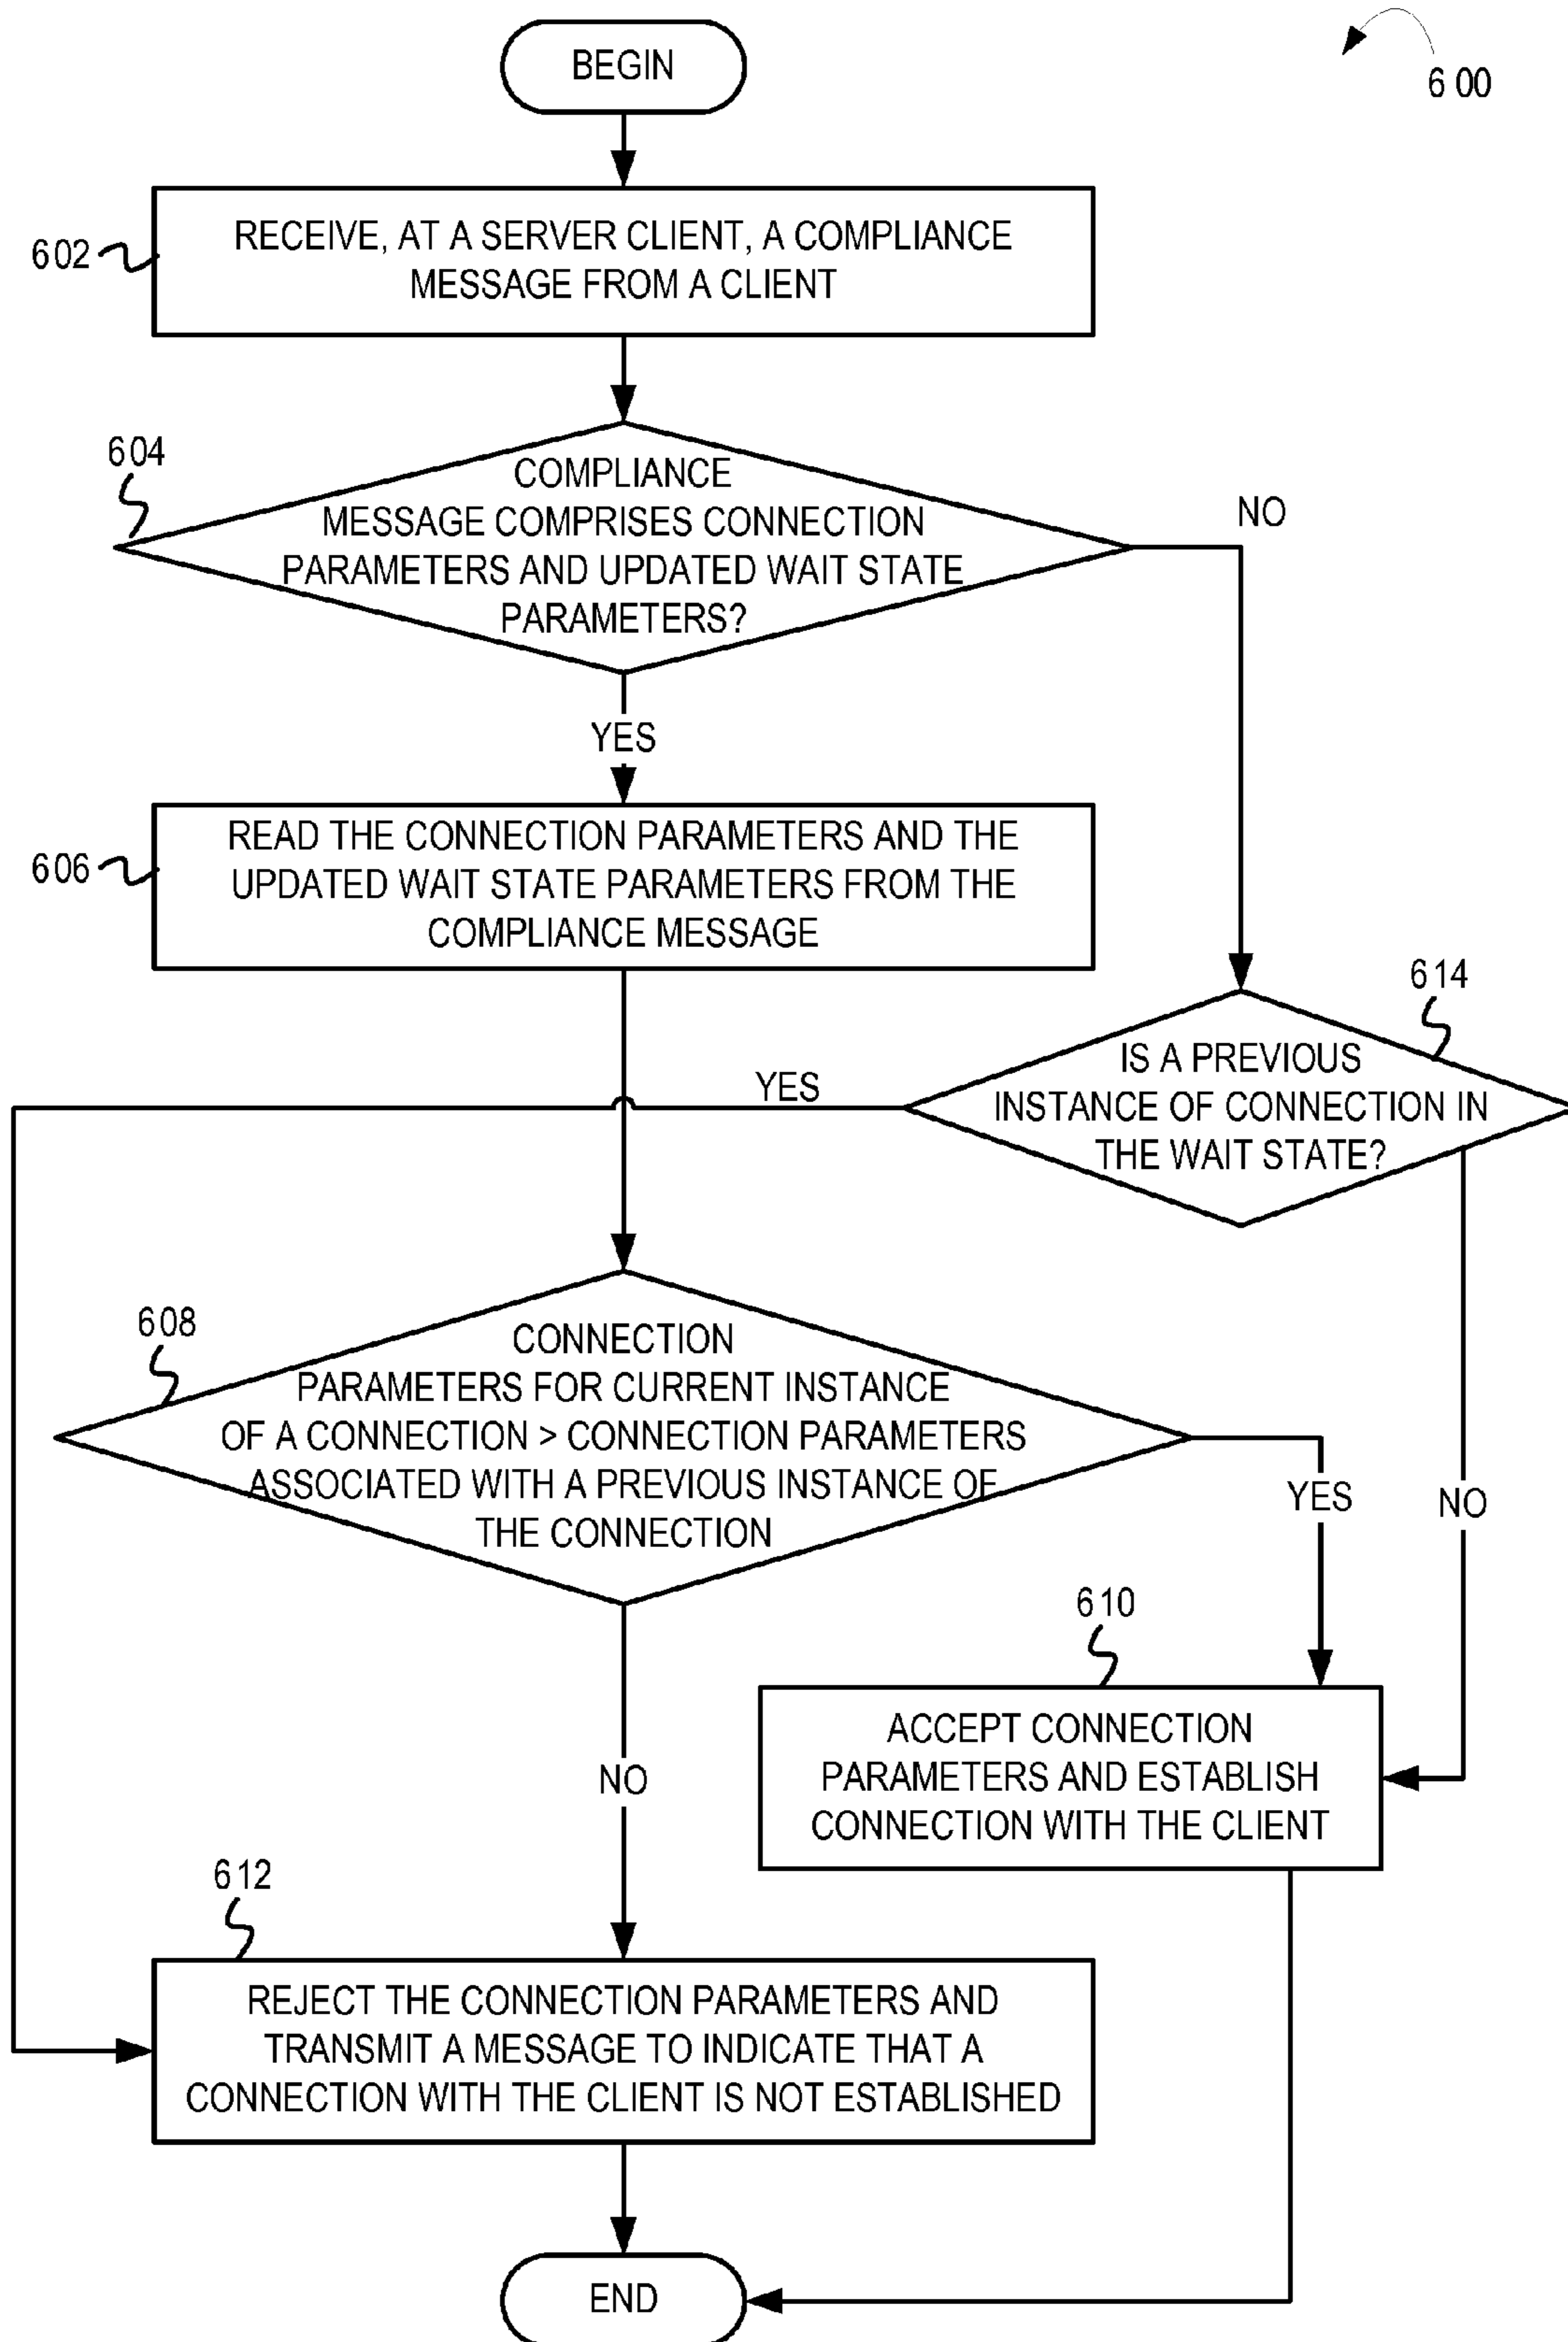 BEGIN
600
602
RECEIVE, AT A SERVER CLIENT, A COMPLIANCE
MESSAGE FROM A CLIENT
604
COMPLIANCE
MESSAGE COMPRISES CONNECTION
PARAMETERS AND UPDATED WAIT STATE
PARAMETERS?
NO
YES
606
READ THE CONNECTION PARAMETERS AND THE
UPDATED WAIT STATE PARAMETERS FROM THE
COMPLIANCE MESSAGE
614
IS A PREVIOUS
INSTANCE OF CONNECTION IN
THE WAIT STATE?
YES
608
CONNECTION
PARAMETERS FOR CURRENT INSTANCE
OF A CONNECTION > CONNECTION PARAMETERS
ASSOCIATED WITH A PREVIOUS INSTANCE OF
THE CONNECTION
YES
NO
610
ACCEPT CONNECTION
PARAMETERS AND ESTABLISH
CONNECTION WITH THE CLIENT
NO
612
REJECT THE CONNECTION PARAMETERS AND
TRANSMIT A MESSAGE TO INDICATE THAT A
CONNECTION WITH THE CLIENT IS NOT ESTABLISHED
END